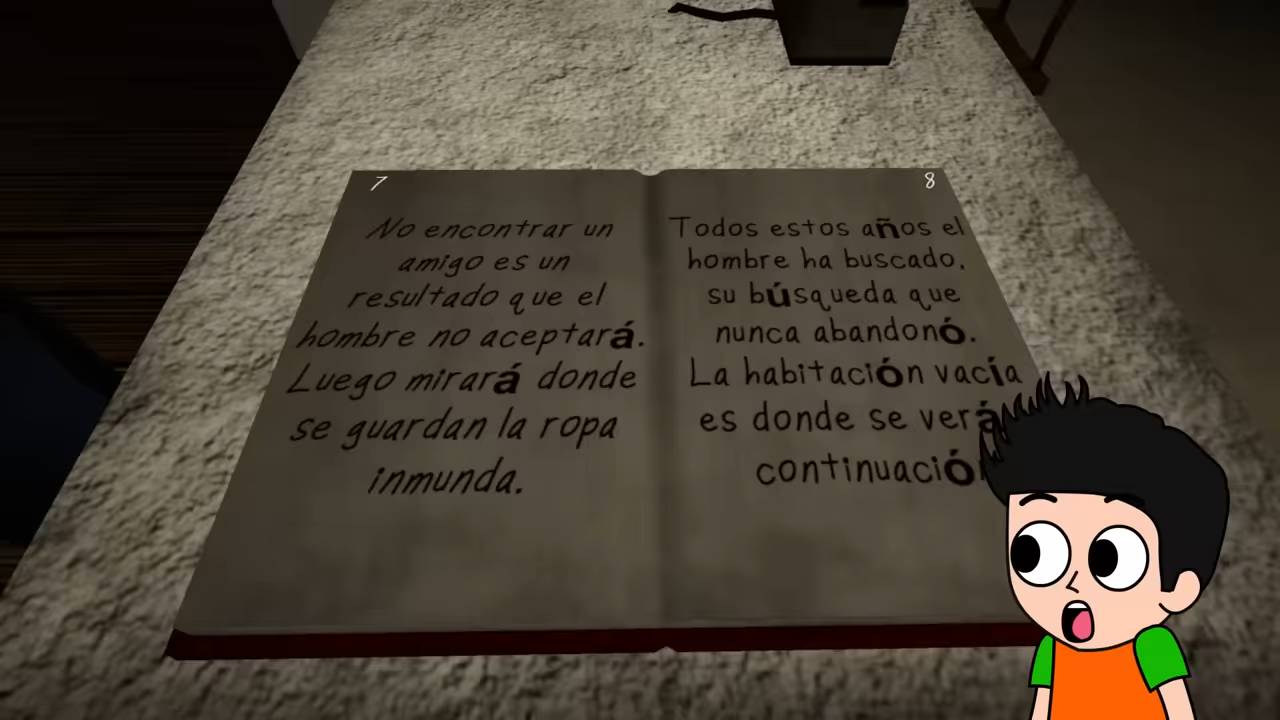 7
No encontrar un
amigo es un
resultado que el
hombre no aceptará.
Luego mirará donde
se guardan la ropa
inmunda.
8
Todos estos años el
hombre ha buscado,
su búsqueda que
nunca abandonó.
La habitación vacía
es donde se verá
continuación